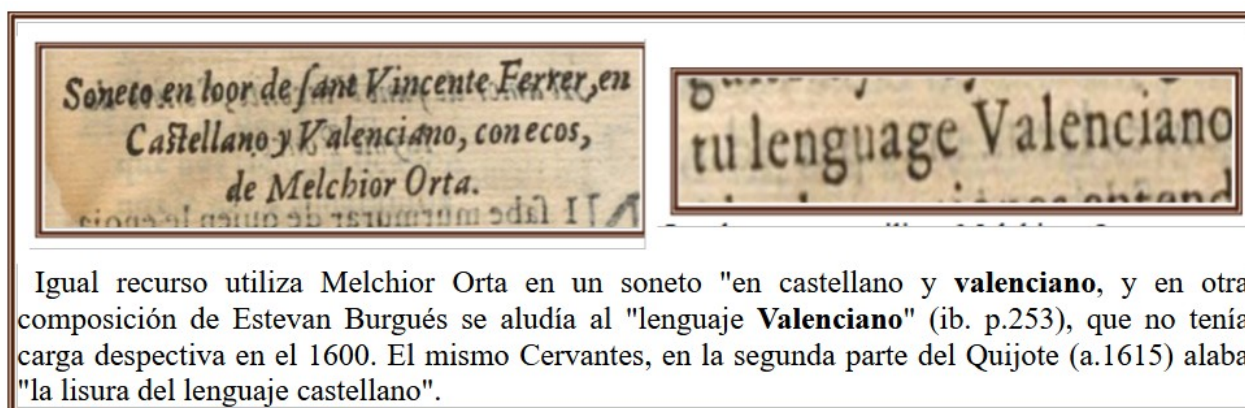 Soneto en loor de ſant Vincente Ferrer, en
Caſtellano y Valenciano, con ecos,
de Melchior Orta.
tu lenguage Valenciano
Igual recurso utiliza Melchior Orta en un soneto "en castellano y valenciano, y en otra
composición de Estevan Burgués se aludía al "lenguaje Valenciano" (ib. p.253), que no tenía
carga despectiva en el 1600. El mismo Cervantes, en la segunda parte del Quijote (a.1615) alaba
"la lisura del lenguaje castellano".